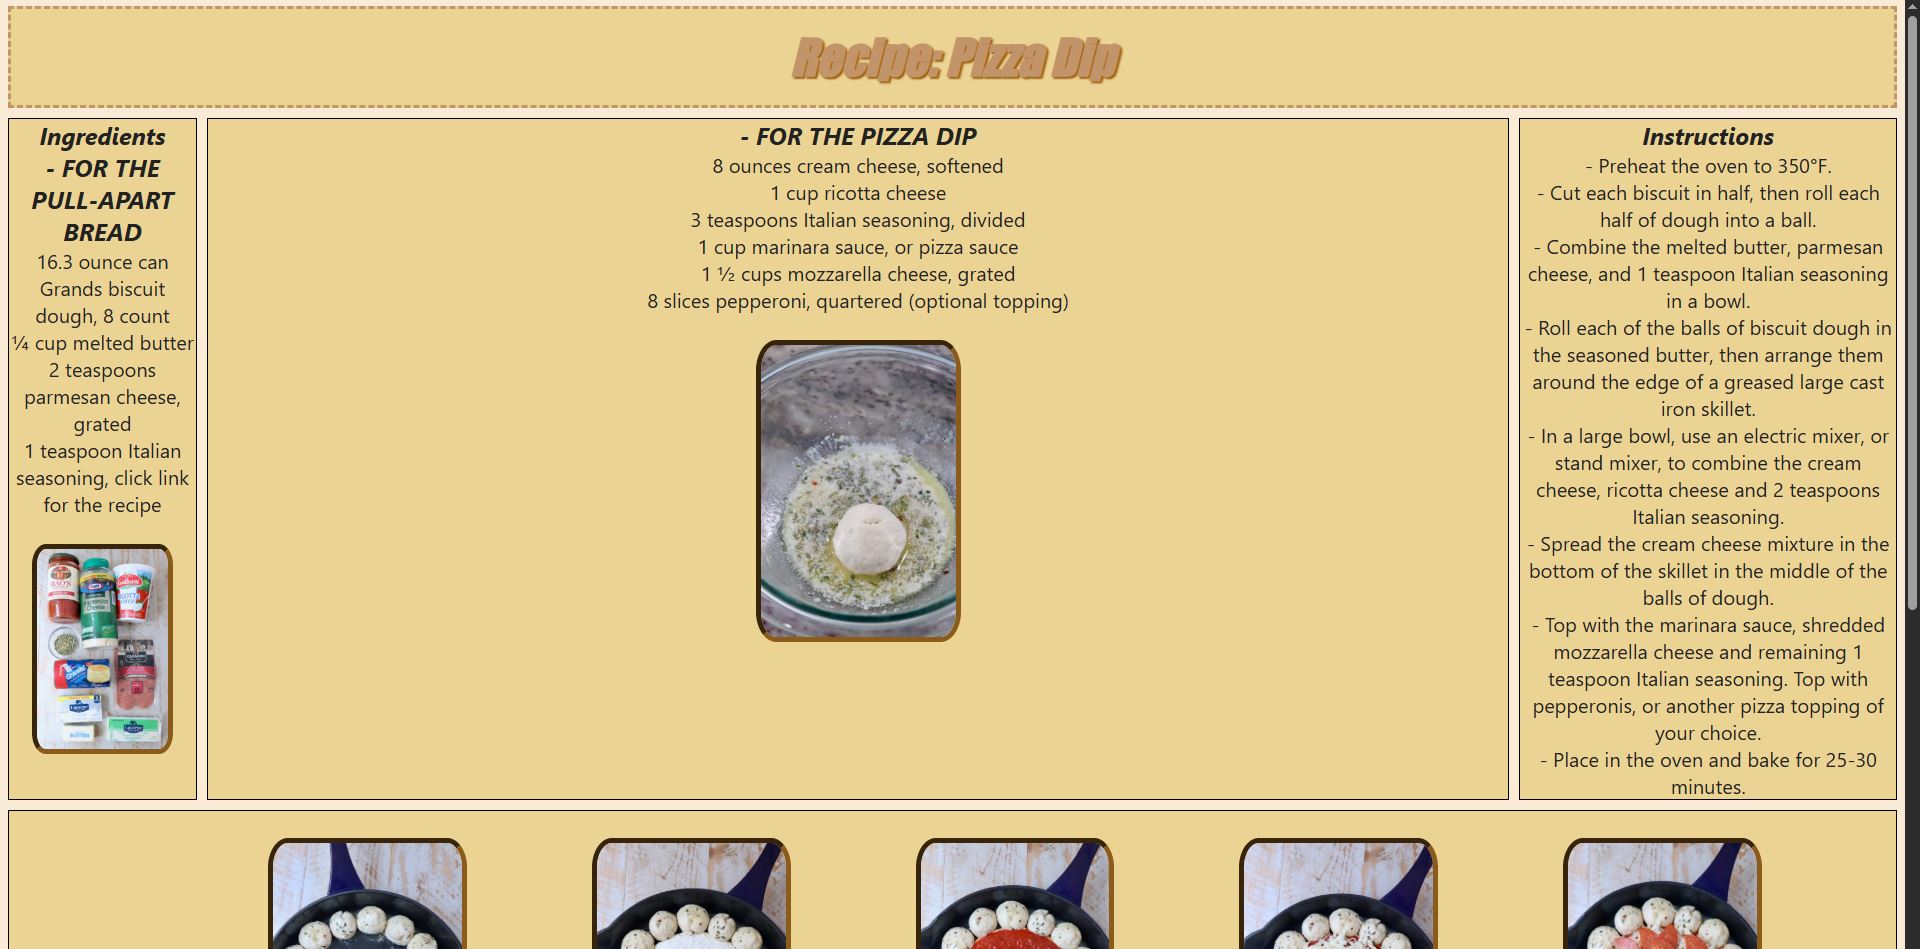 Recipe: Pizza Dip
Ingredients
- FOR THE
PULL-APART
BREAD
16.3 ounce can
Grands biscuit
dough, 8 count
¼ cup melted butter
2 teaspoons
parmesan cheese,
grated
1 teaspoon Italian
seasoning, click link
for the recipe
RAO'S
Parmesan
Cheese
Galbani
RICOTTA
Grands!
BUTTER
- FOR THE PIZZA DIP
8 ounces cream cheese, softened
1 cup ricotta cheese
3 teaspoons Italian seasoning, divided
1 cup marinara sauce, or pizza sauce
1 ½ cups mozzarella cheese, grated
8 slices pepperoni, quartered (optional topping)
Instructions
- Preheat the oven to 350°F.
- Cut each biscuit in half, then roll each
half of dough into a ball.
- Combine the melted butter, parmesan
cheese, and 1 teaspoon Italian seasoning
in a bowl.
- Roll each of the balls of biscuit dough in
the seasoned butter, then arrange them
around the edge of a greased large cast
iron skillet.
- In a large bowl, use an electric mixer, or
stand mixer, to combine the cream
cheese, ricotta cheese and 2 teaspoons
Italian seasoning.
- Spread the cream cheese mixture in the
bottom of the skillet in the middle of the
balls of dough.
- Top with the marinara sauce, shredded
mozzarella cheese and remaining 1
teaspoon Italian seasoning. Top with
pepperonis, or another pizza topping of
your choice.
- Place in the oven and bake for 25-30
minutes.